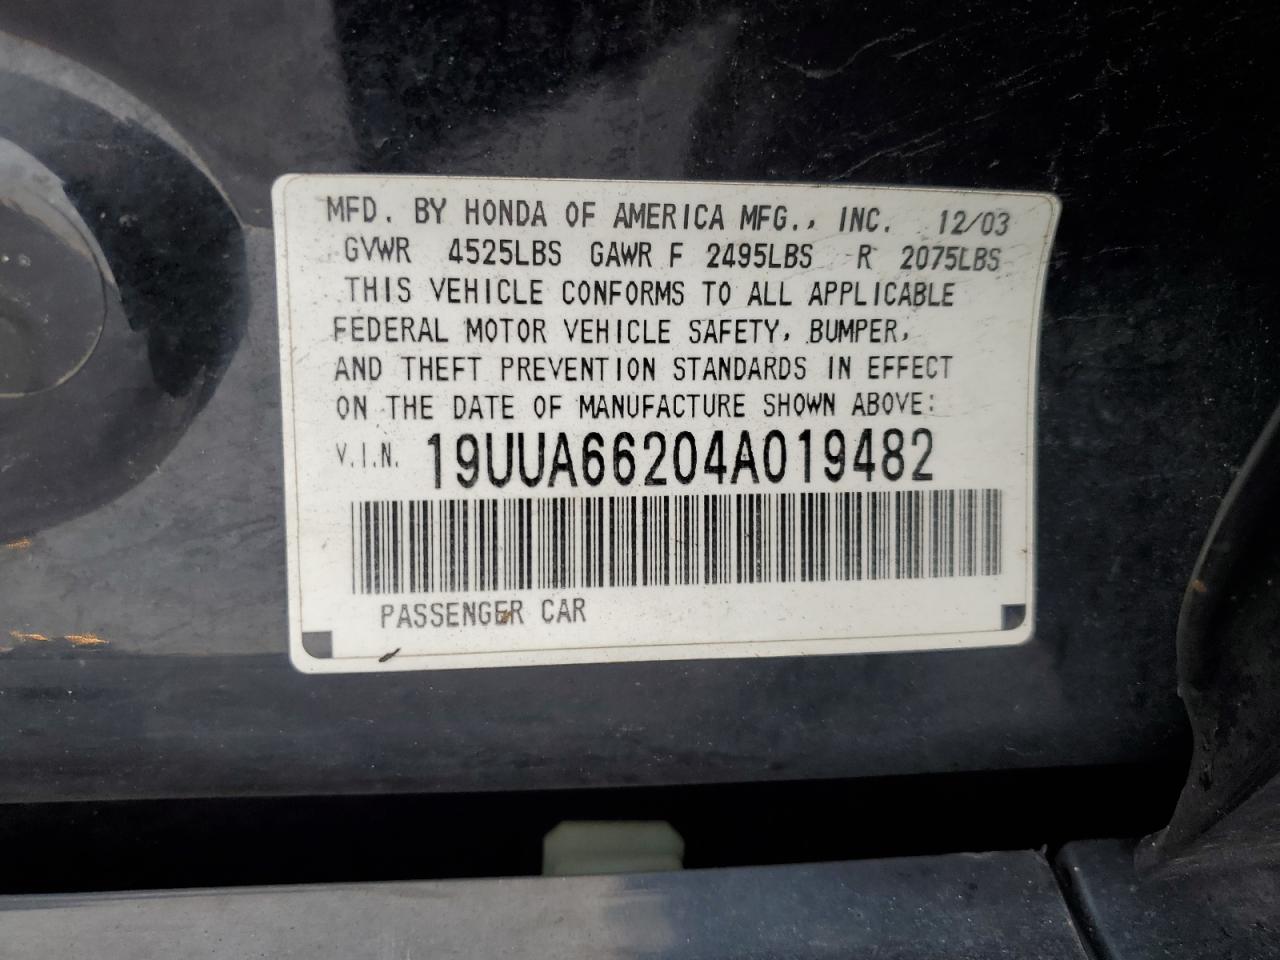 MFD. BY HONDA OF AMERICA MFG., INC. 12/03
GVWR 4525LBS GAWR F 2495LBS R 2075LBS
THIS VEHICLE CONFORMS TO ALL APPLICABLE
FEDERAL MOTOR VEHICLE SAFETY, BUMPER,
AND THEFT PREVENTION STANDARDS IN EFFECT
ON THE DATE OF MANUFACTURE SHOWN ABOVE:
V.I.N. 19UUA66204A019482
PASSENGER CAR